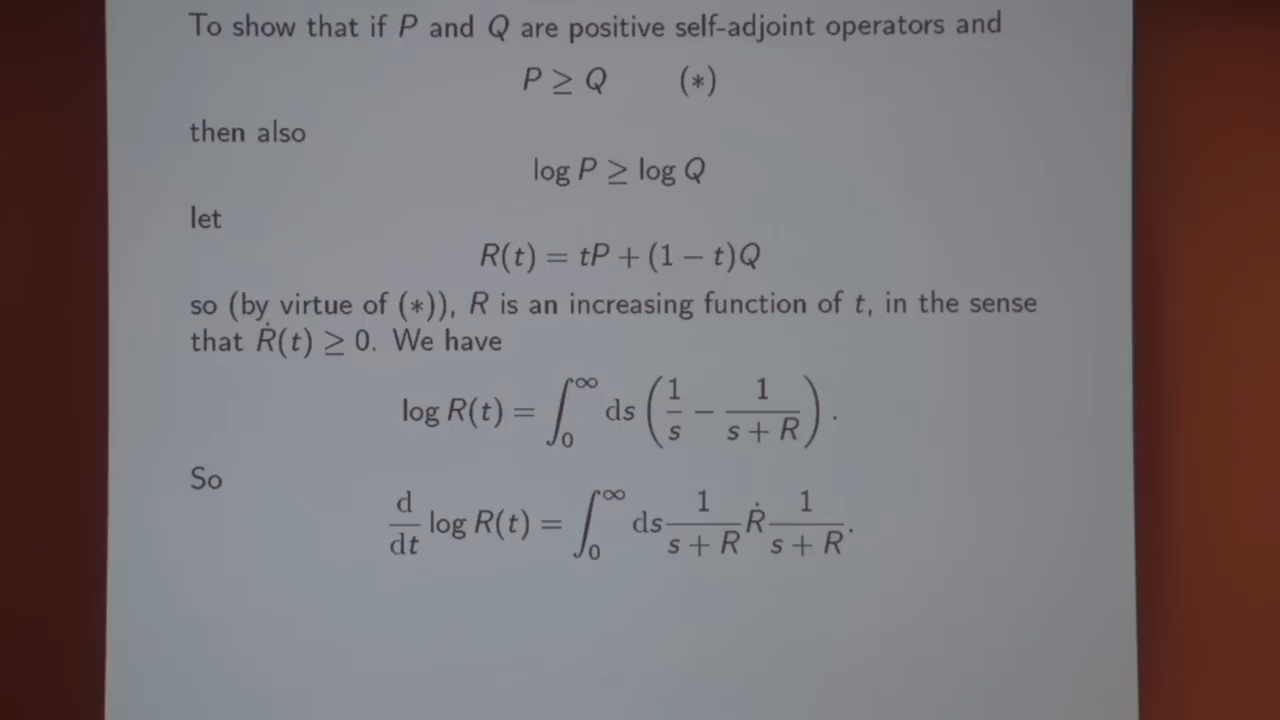 To show that if P and Q are positive self-adjoint operators and
P ≥ Q (∗)
then also
log P ≥ log Q
let
R(t) = tP + (1 − t)Q
so (by virtue of (∗)), R is an increasing function of t, in the sense
that Ṙ(t) ≥ 0. We have
log R(t) = ∫₀^∞ ds (1/s − 1/(s + R)) .
So
d/dt log R(t) = ∫₀^∞ ds 1/(s + R) Ṙ 1/(s + R).